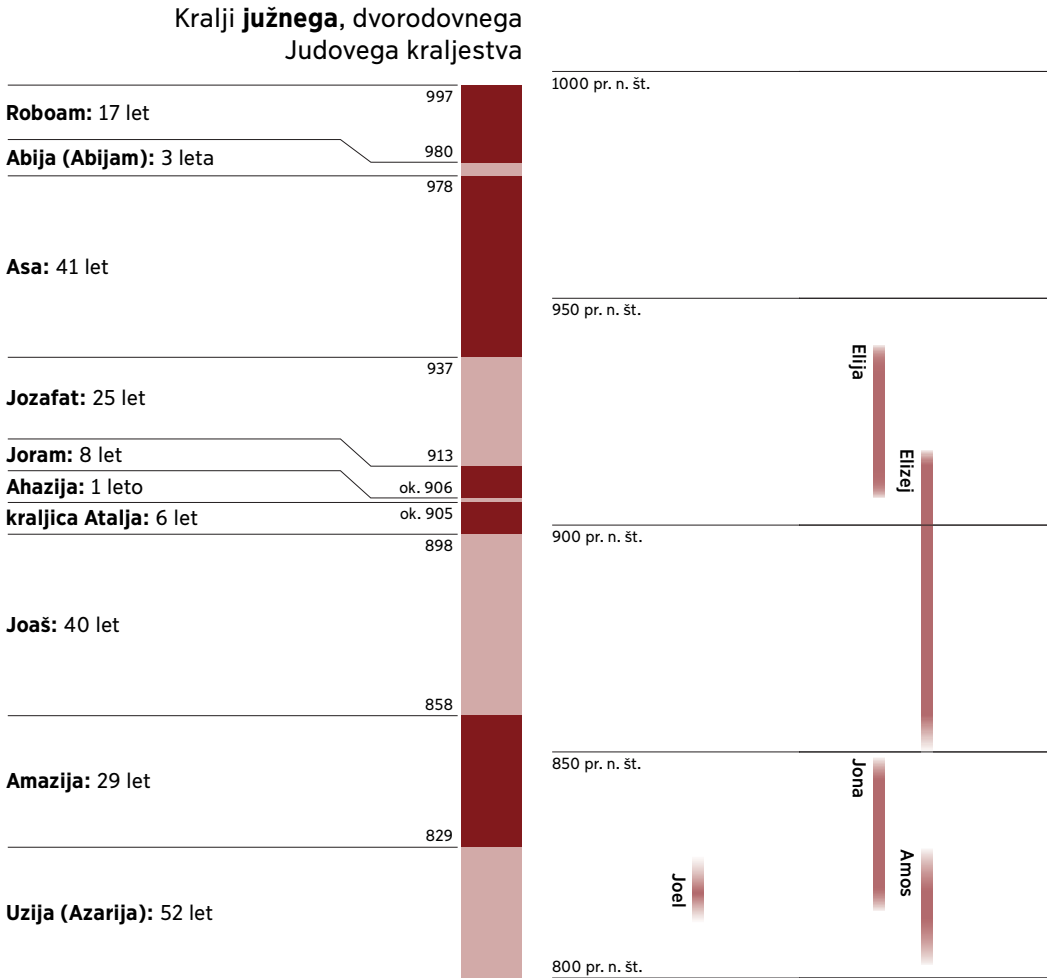 Kralji južnega, dvorodovnega
Judovega kraljestva
997
Roboam: 17 let
980
Abija (Abijam): 3 leta
978
Asa: 41 let
937
Jozafat: 25 let
913
Joram: 8 let
ok. 906
Ahazija: 1 leto
ok. 905
kraljica Atalja: 6 let
898
Joaš: 40 let
858
Amazija: 29 let
829
Uzija (Azarija): 52 let
1000 pr. n. št.
950 pr. n. št.
Elija
Elizej
900 pr. n. št.
850 pr. n. št.
Jona
Amos
Joel
800 pr. n. št.